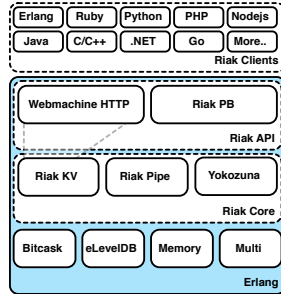 Erlang Ruby Python PHP Nodejs
Java C/C++ .NET Go More..
Riak Clients
Webmachine HTTP Riak PB
Riak API
Riak KV Riak Pipe Yokozuna
Riak Core
Bitcask eLevelDB Memory Multi
Erlang